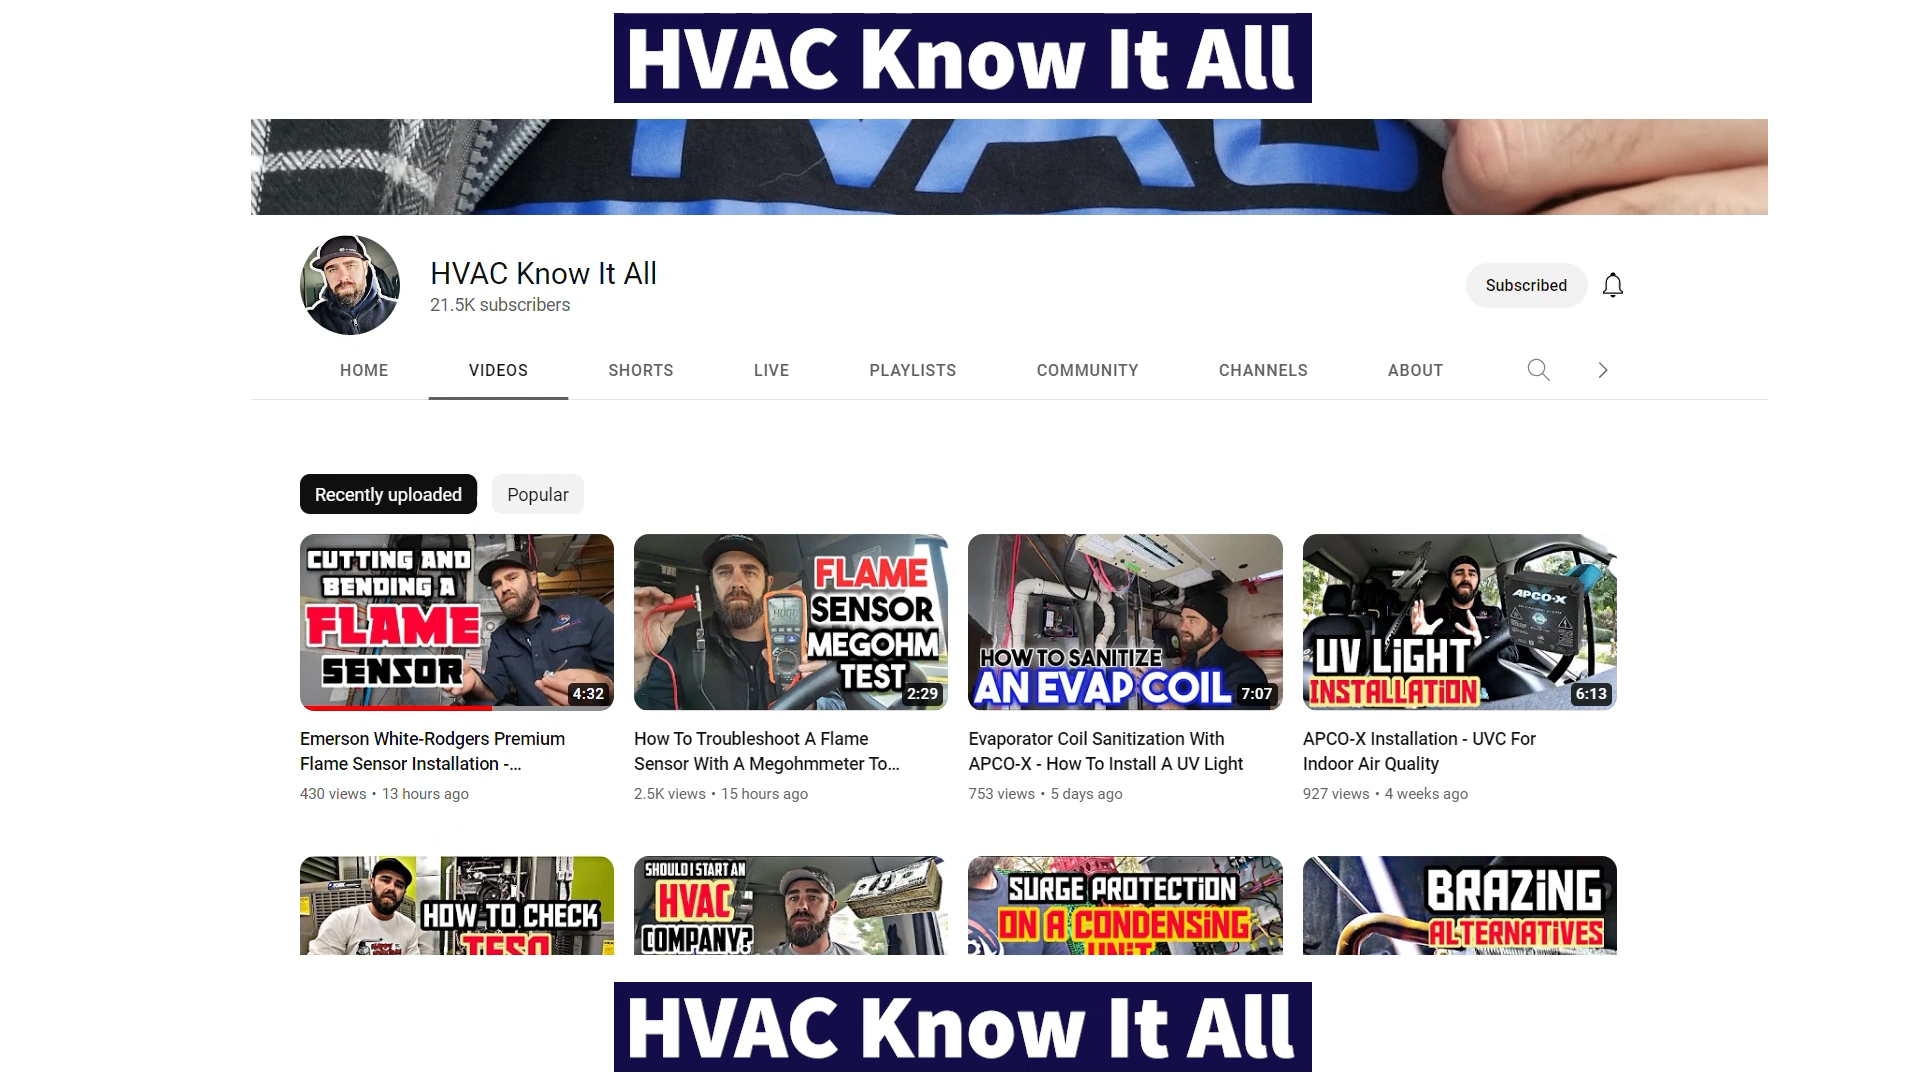 HVAC Know It All
HVAC Know It All
21.5K subscribers
Subscribed
HOME VIDEOS SHORTS LIVE PLAYLISTS COMMUNITY CHANNELS ABOUT
Recently uploaded Popular
CUTTING AND
BENDING A
FLAME
SENSOR
4:32
FLAME
SENSOR
MEGOHM
TEST
2:29
HOW TO SANITIZE
AN EVAP COIL
7:07
APCO-X
UV LIGHT
INSTALLATION
6:13
Emerson White-Rodgers Premium
Flame Sensor Installation -...
430 views • 13 hours ago
How To Troubleshoot A Flame
Sensor With A Megohmmeter To...
2.5K views • 15 hours ago
Evaporator Coil Sanitization With
APCO-X - How To Install A UV Light
753 views • 5 days ago
APCO-X Installation - UVC For
Indoor Air Quality
927 views • 4 weeks ago
HOW TO CHECK
SHOULD I START AN
HVAC
COMPANY?
SURGE PROTECTION
ON A CONDENSING
UNIT
BRAZING
ALTERNATIVES
HVAC Know It All